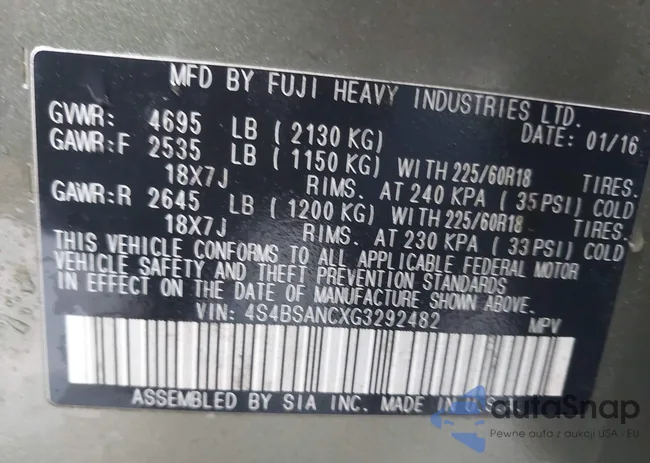 MFD BY FUJI HEAVY INDUSTRIES LTD.
GVWR: 4695 LB ( 2130 KG) DATE: 01/16
GAWR:F 2535 LB ( 1150 KG) WITH 225/60R18 TIRES.
18X7J RIMS. AT 240 KPA ( 35 PSI) COLD
GAWR:R 2645 LB ( 1200 KG) WITH 225/60R18 TIRES.
18X7J RIMS. AT 230 KPA ( 33 PSI) COLD
THIS VEHICLE CONFORMS TO ALL APPLICABLE FEDERAL MOTOR
VEHICLE SAFETY AND THEFT PREVENTION STANDARDS
IN EFFECT ON THE DATE OF MANUFACTURE SHOWN ABOVE.
VIN: 4S4BSANCXG3292482 MPV
ASSEMBLED BY SIA INC. MADE IN U.S.
autoSnap
Pewne auta z aukcji USA i EU